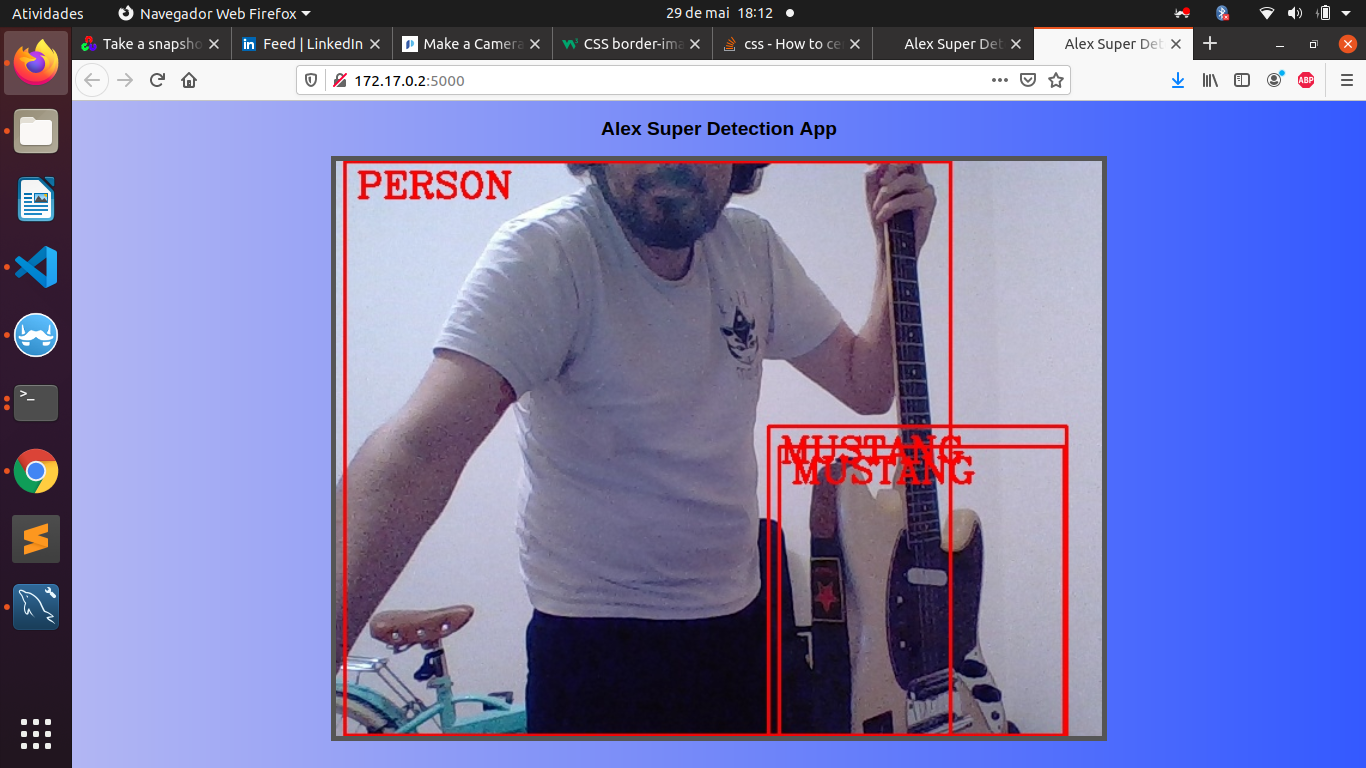 Atividades
Navegador Web Firefox
29 de mai 18:12
Take a snapsho
Feed | LinkedIn
Make a Camera
CSS border-ima
css - How to ce
Alex Super Det
Alex Super Det
172.17.0.2:5000
ABP
Alex Super Detection App
PERSON
MUSTANG
MUSTANG
>_